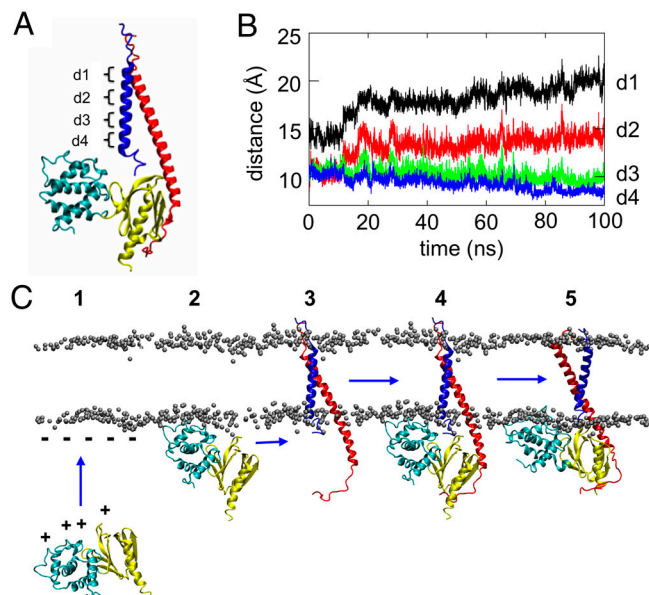 A
d1
d2
d3
d4
B
distance (Å)
25
20
15
10
0 20 40 60 80 100
time (ns)
d1
d2
d3
d4
C
1 2 3 4 5
- - - - -
+ + + +